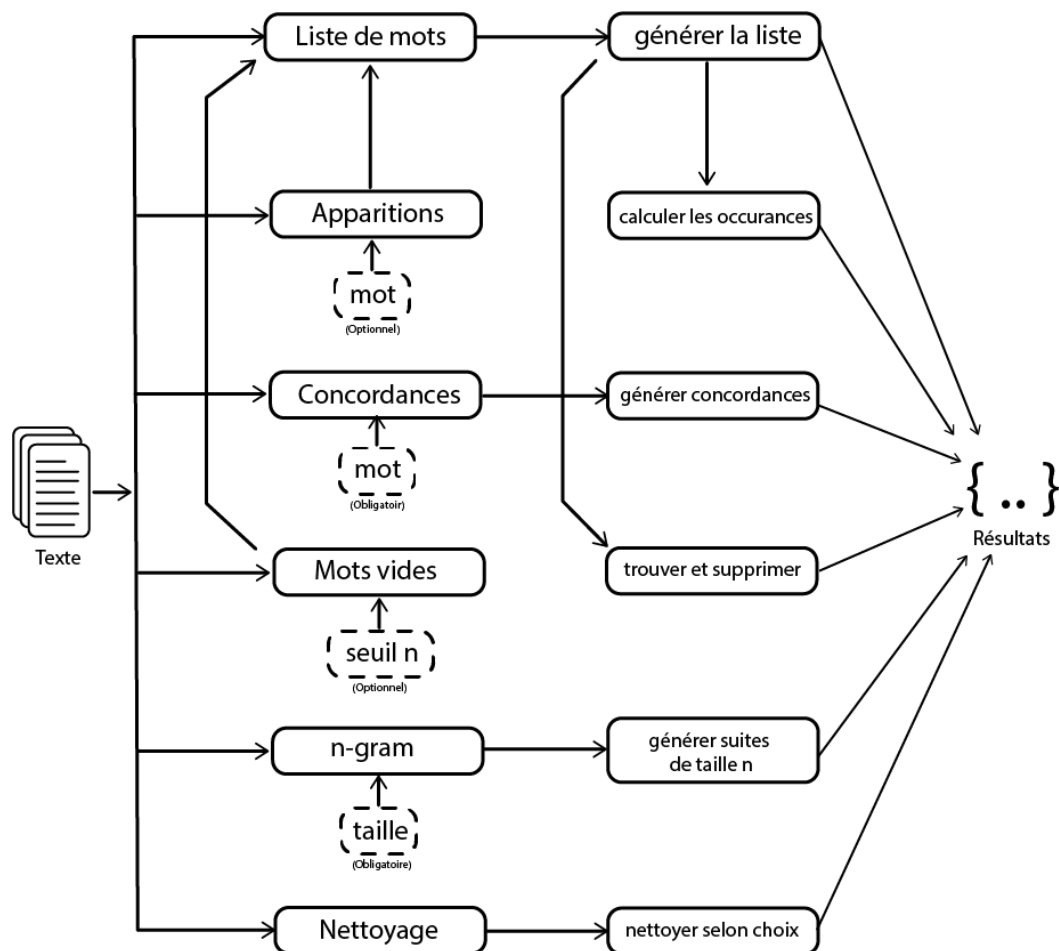 Liste de mots
générer la liste
Apparitions
calculer les occurances
mot
(Optionnel)
Concordances
générer concordances
mot
(Obligatoir)
{ .. }
Résultats
Texte
Mots vides
trouver et supprimer
seuil n
(Optionnel)
n-gram
générer suites
de taille n
taille
(Obligatoire)
Nettoyage
nettoyer selon choix